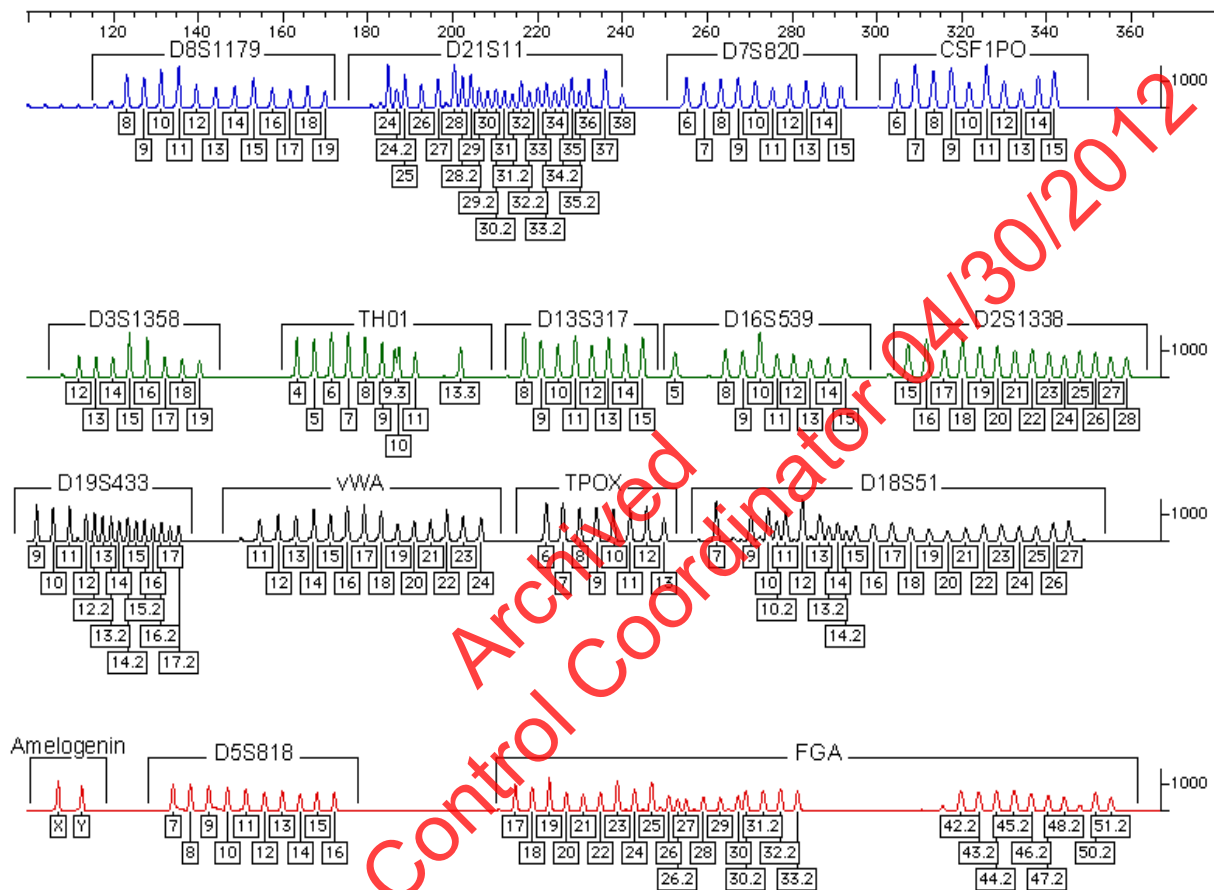 120 140 160 180 200 220 240 260 280 300 320 340 360
D8S1179 D21S11 D7S820 CSF1PO
1000
8 10 12 14 16 18 24 26 28 30 32 34 36 38 6 8 10 12 14 6 8 10 12 14
9 11 13 15 17 19 24.2 27 29 31 33 35 37 7 9 11 13 15 7 9 11 13 15
25 28.2 31.2 34.2
29.2 32.2 35.2
30.2 33.2
D3S1358 TH01 D13S317 D16S539 D2S1338
1000
12 14 16 18 4 6 8 9.3 13.3 8 10 12 14 5 8 10 12 14 15 17 19 21 23 25 27
13 15 17 19 5 7 9 11 9 11 13 15 9 11 13 15 16 18 20 22 24 26 28
10
D19S433 vWA TPOX D18S51
1000
9 11 13 15 17 11 13 15 17 19 21 23 6 8 10 12 7 9 11 13 15 17 19 21 23 25 27
10 12 14 16 12 14 16 18 20 22 24 7 9 11 13 10 12 14 16 18 20 22 24 26
12.2 15.2 10.2 13.2
13.2 16.2 14.2
14.2 17.2
Amelogenin D5S818 FGA
1000
X Y 7 9 11 13 15 17 19 21 23 25 27 29 31.2 42.2 45.2 48.2 51.2
8 10 12 14 16 18 20 22 24 26 28 30 32.2 43.2 46.2 50.2
26.2 30.2 33.2 44.2 47.2
Archived
Control Coordinator 04/30/2012